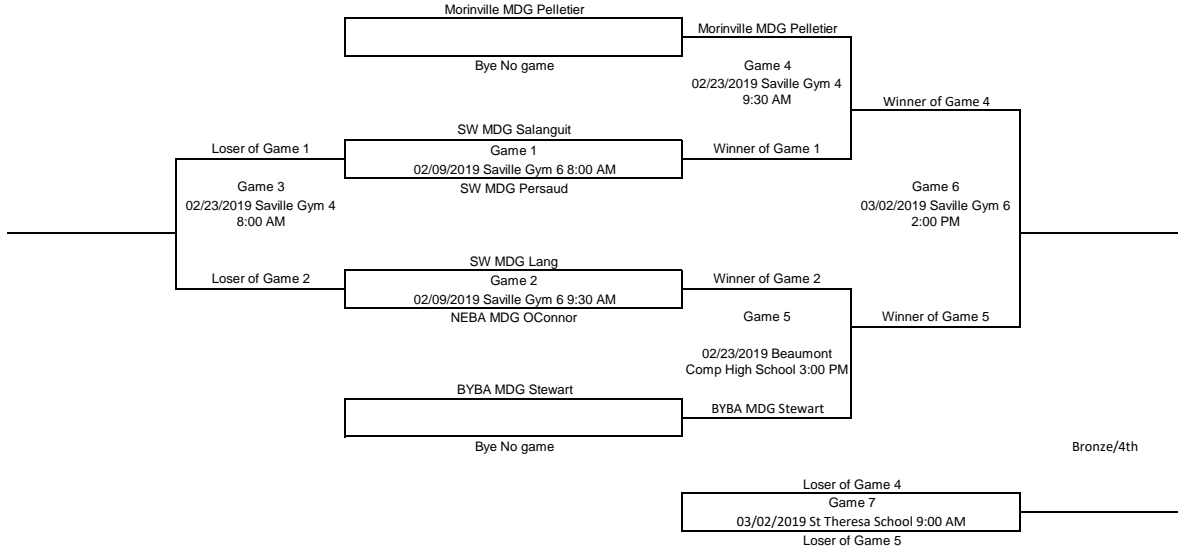 Morinville MDG Pelletier
Morinville MDG Pelletier
Bye No game
Game 4
02/23/2019 Saville Gym 4
9:30 AM
Winner of Game 4
SW MDG Salanguit
Loser of Game 1
Game 1
Winner of Game 1
02/09/2019 Saville Gym 6 8:00 AM
SW MDG Persaud
Game 3
02/23/2019 Saville Gym 4
8:00 AM
Game 6
03/02/2019 Saville Gym 6
2:00 PM
SW MDG Lang
Loser of Game 2
Game 2
Winner of Game 2
02/09/2019 Saville Gym 6 9:30 AM
NEBA MDG OConnor
Game 5
Winner of Game 5
02/23/2019 Beaumont
Comp High School 3:00 PM
BYBA MDG Stewart
BYBA MDG Stewart
Bye No game
Bronze/4th
Loser of Game 4
Game 7
03/02/2019 St Theresa School 9:00 AM
Loser of Game 5